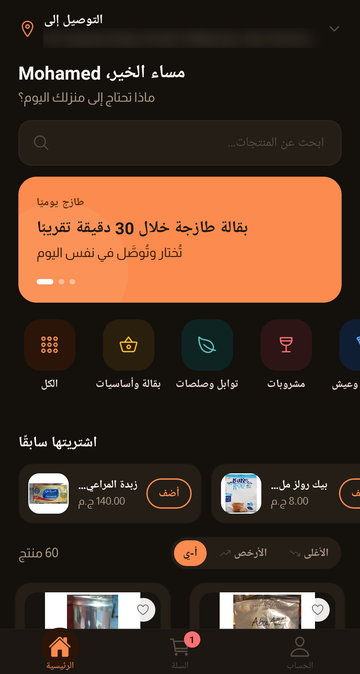 التوصيل إلى
مساء الخير، Mohamed
ماذا تحتاج إلى منزلك اليوم؟
ابحث عن المنتجات...
طازج يوميًا
بقالة طازجة خلال 30 دقيقة تقريبًا
تُختار وتُوصَّل في نفس اليوم
الكل
بقالة وأساسيات
توابل وصلصات
مشروبات
وعيش
اشتريتها سابقًا
زبدة المراعي...
140.00 ج.م
أضف
بيك رولز مل...
8.00 ج.م
60 منتج
أ-ي
الأرخص
الأغلى
الرئيسية
السلة
1
الحساب